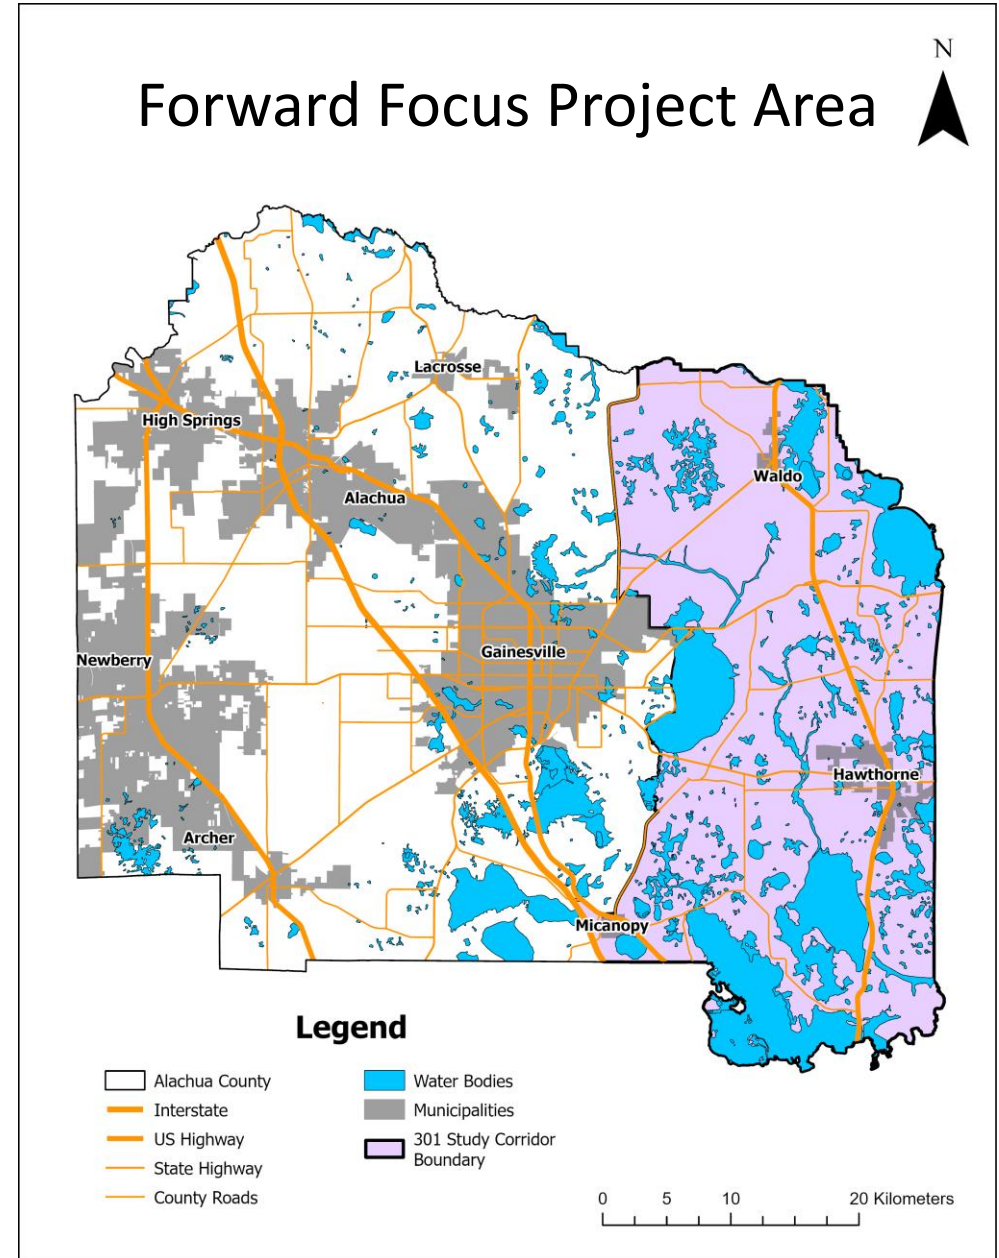 N
Forward Focus Project Area
Lacrosse
High Springs
Waldo
Alachua
Gainesville
Newberry
Hawthorne
Archer
Micanopy
Legend
Alachua County
Interstate
US Highway
State Highway
County Roads
Water Bodies
Municipalities
301 Study Corridor
Boundary
0 5 10 20 Kilometers